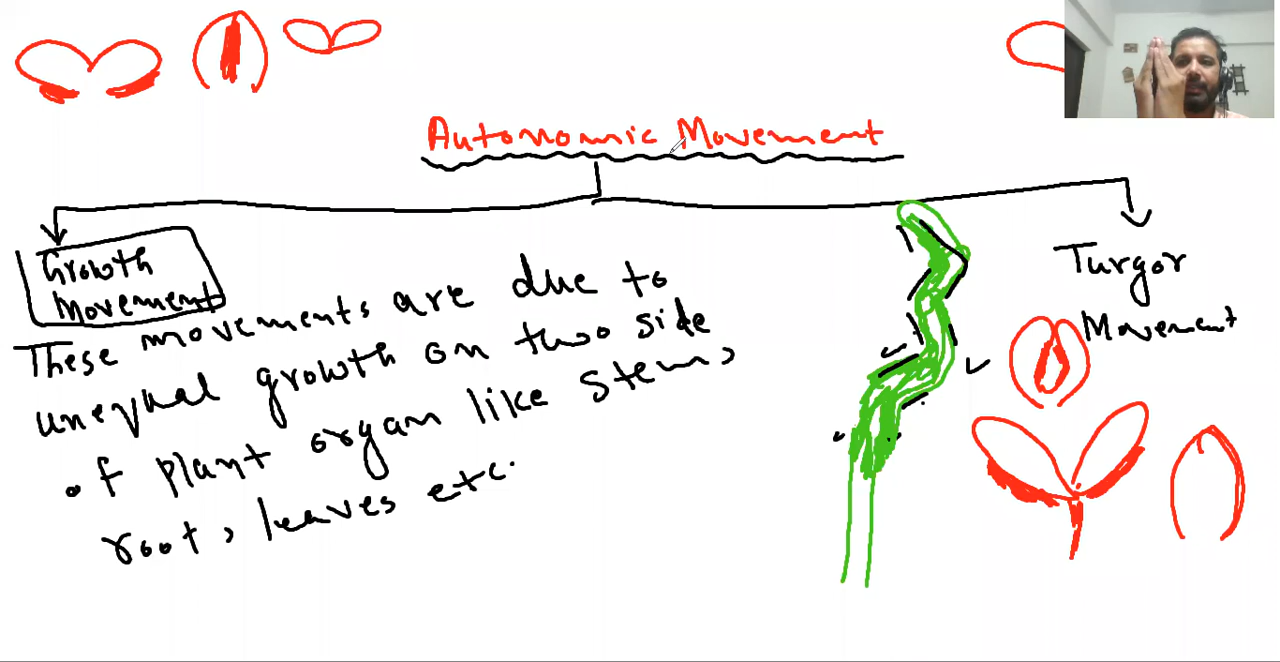 Autonomic Movement
Growth
Movement
Turgor
Movement
These movements are due to
unequal growth on two side
of plant organ like stem,
root, leaves etc.